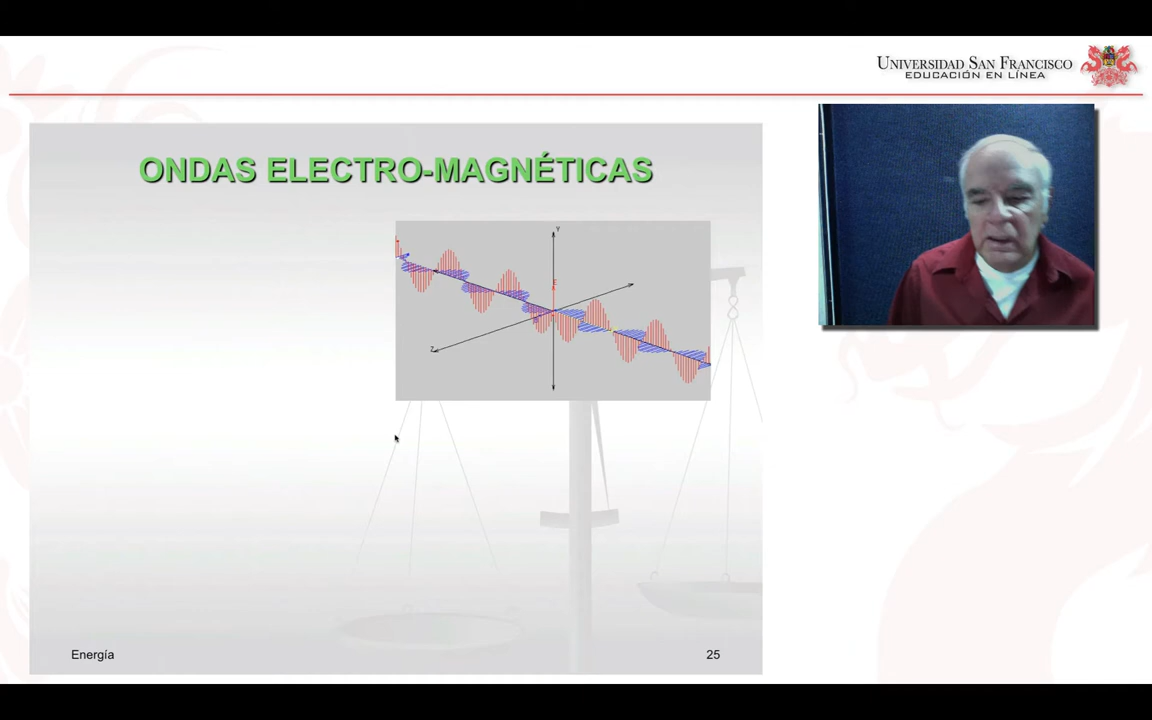 UNIVERSIDAD SAN FRANCISCO
EDUCACIÓN EN LÍNEA
ONDAS ELECTRO-MAGNÉTICAS
Y
E
Z
Energía
25